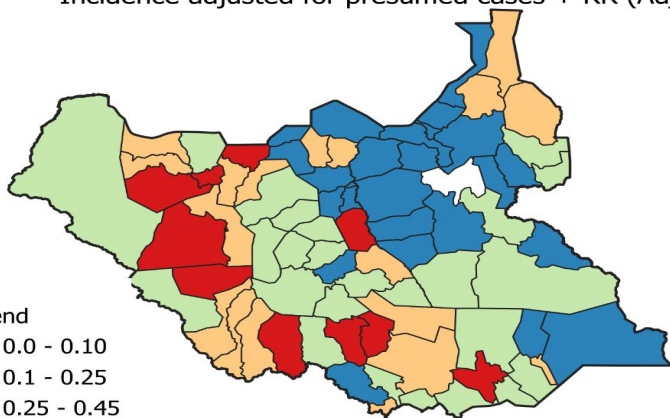 Incidence adjusted for presumed cases + RR (Adj
end
0.0 - 0.10
0.1 - 0.25
0.25 - 0.45